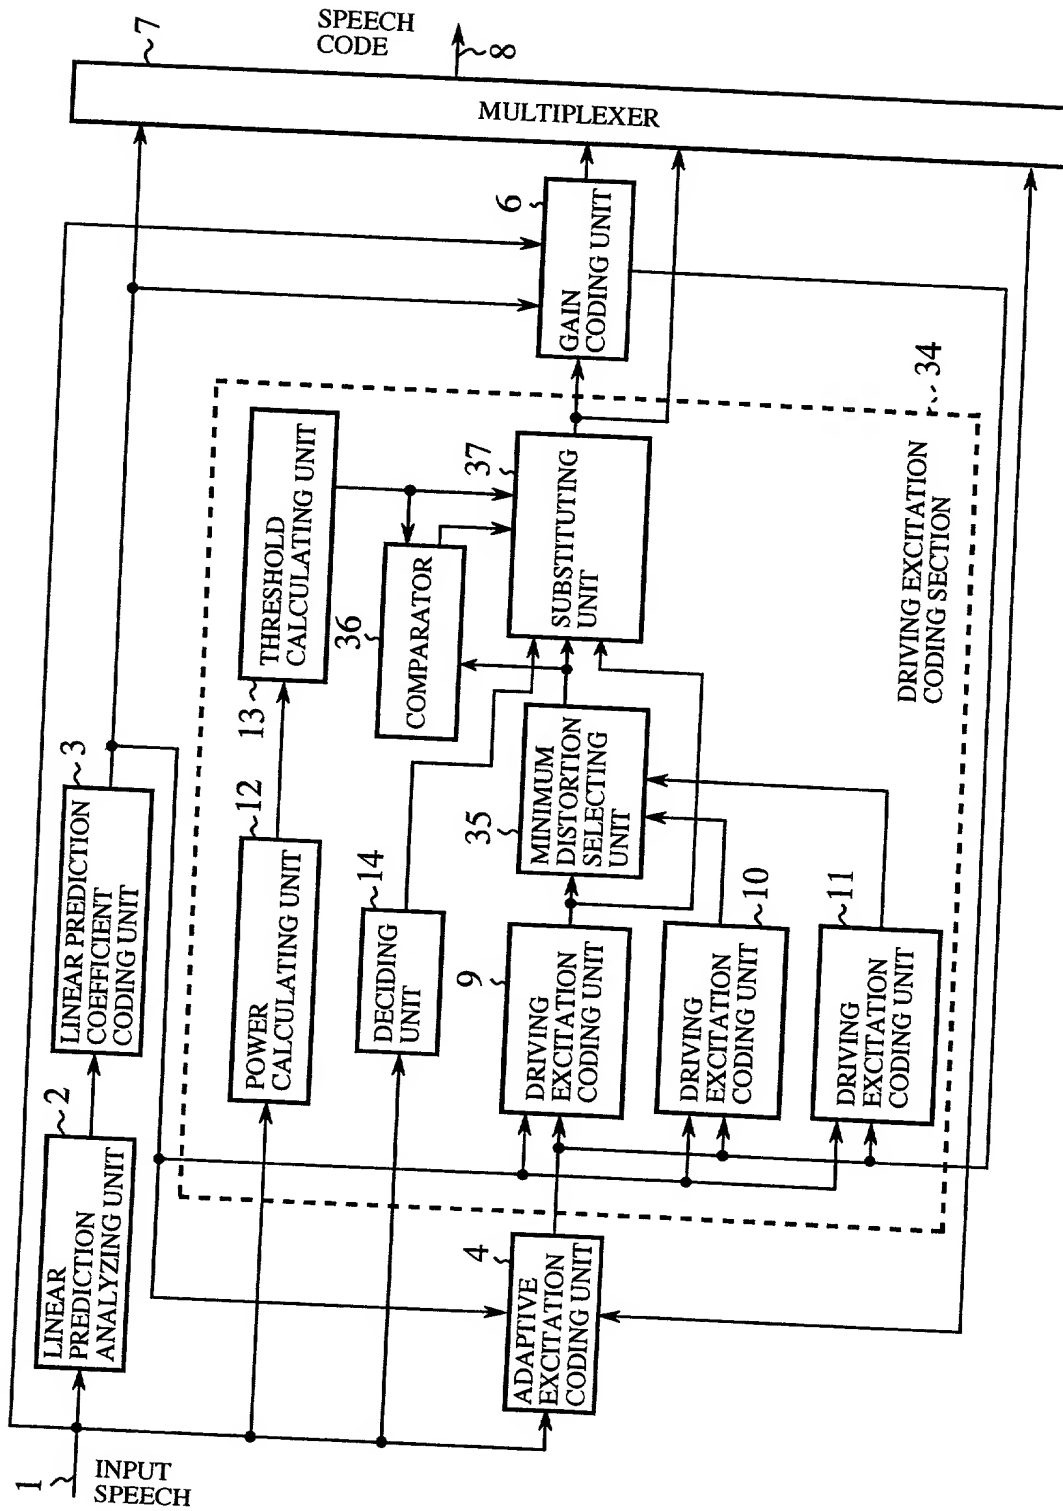 1
INPUT
SPEECH
LINEAR
PREDICTION
ANALYZING UNIT
2
LINEAR PREDICTION
COEFFICIENT
CODING UNIT
3
MULTIPLEXER
7
SPEECH
CODE
8
POWER
CALCULATING UNIT
12
THRESHOLD
CALCULATING UNIT
13
DECIDING
UNIT
14
COMPARATOR
36
ADAPTIVE
EXCITATION
CODING UNIT
4
DRIVING
EXCITATION
CODING UNIT
9
MINIMUM
DISTORTION
SELECTING
UNIT
35
SUBSTITUTING
UNIT
37
GAIN
CODING UNIT
6
DRIVING
EXCITATION
CODING UNIT
10
DRIVING
EXCITATION
CODING UNIT
11
DRIVING EXCITATION
CODING SECTION
34